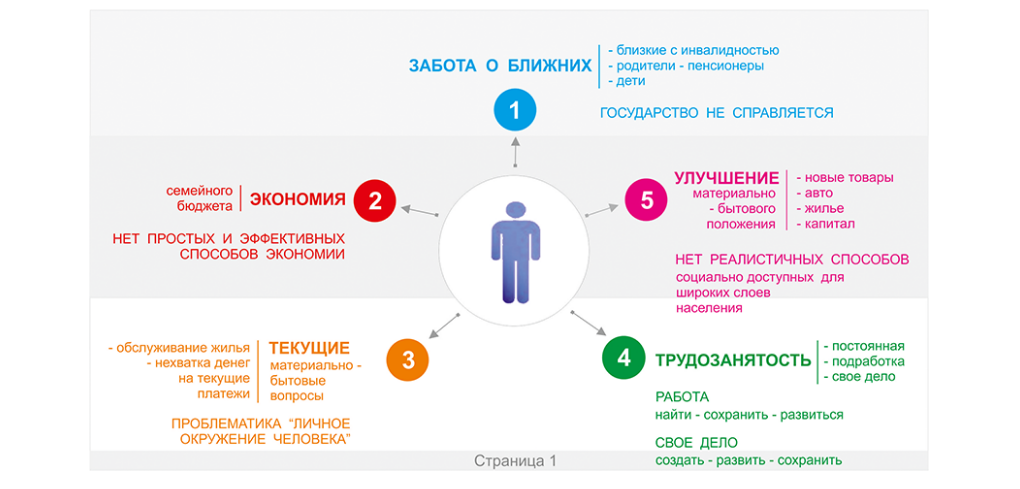 ЗАБОТА О БЛИЖНИХ
- близкие с инвалидностью
- родители - пенсионеры
- дети
1
ГОСУДАРСТВО НЕ СПРАВЛЯЕТСЯ
семейного
бюджета
ЭКОНОМИЯ
2
НЕТ ПРОСТЫХ И ЭФФЕКТИВНЫХ
СПОСОБОВ ЭКОНОМИИ
5
УЛУЧШЕНИЕ
материально
- бытового
положения
- новые товары
- авто
- жилье
- капитал
НЕТ РЕАЛИСТИЧНЫХ СПОСОБОВ
социально доступных для
широких слоев
населения
- обслуживание жилья
- нехватка денег
на текущие
платежи
ТЕКУЩИЕ
материально -
бытовые
вопросы
3
ПРОБЛЕМАТИКА “ЛИЧНОЕ
ОКРУЖЕНИЕ ЧЕЛОВЕКА”
4
ТРУДОЗАНЯТОСТЬ
- постоянная
- подработка
- свое дело
РАБОТА
найти - сохранить - развиться
СВОЕ ДЕЛО
создать - развить - сохранить
Страница 1